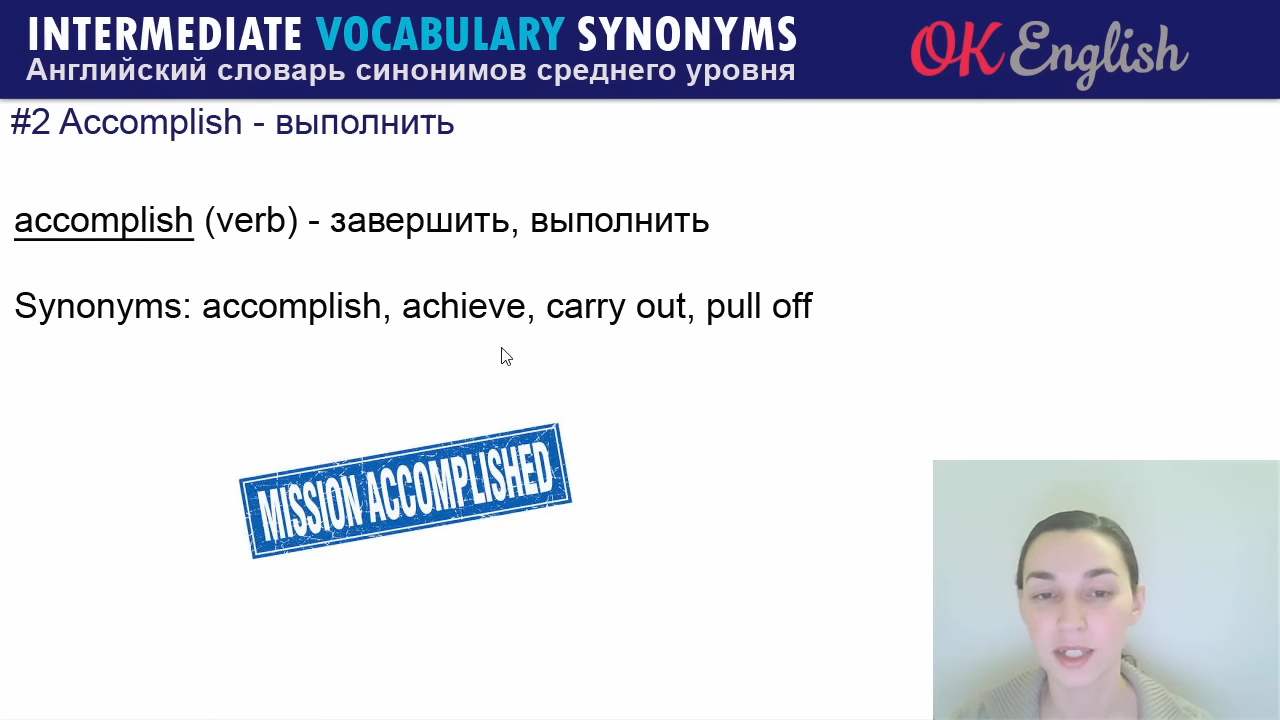 INTERMEDIATE VOCABULARY SYNONYMS
Английский словарь синонимов среднего уровня
OK English
#2 Accomplish - выполнить
accomplish (verb) - завершить, выполнить
Synonyms: accomplish, achieve, carry out, pull off
MISSION ACCOMPLISHED